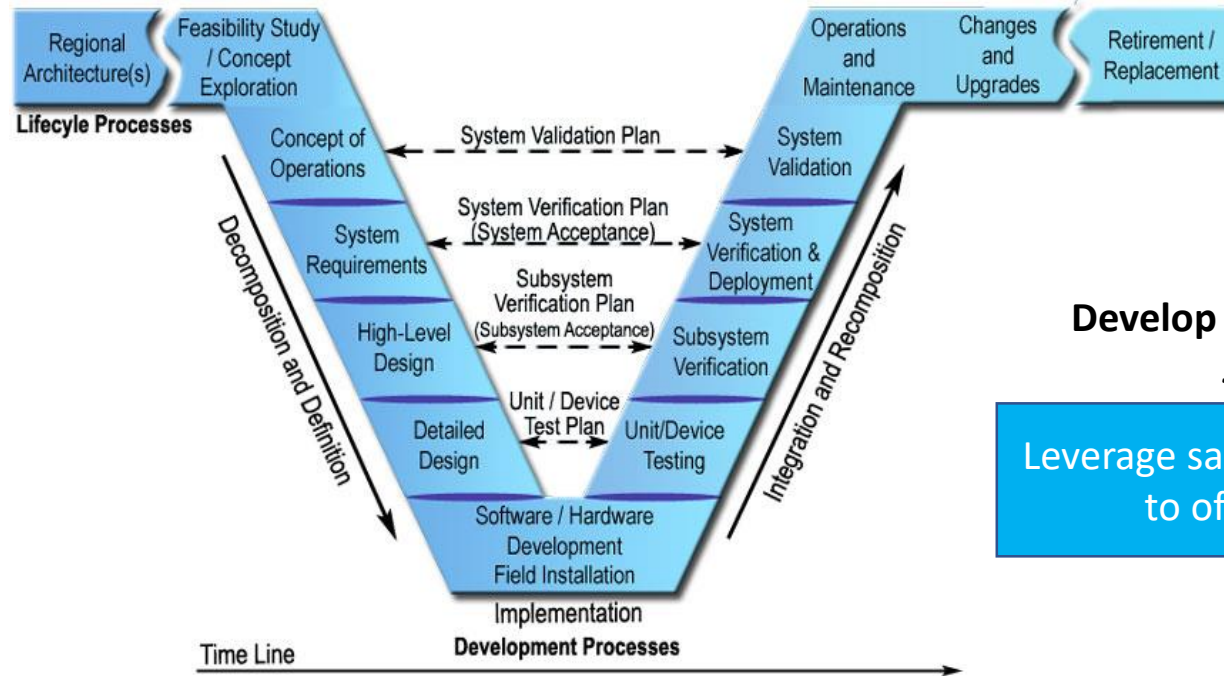 Regional
Architecture(s)
Feasibility Study
/ Concept
Exploration
Operations
and
Maintenance
Changes
and
Upgrades
Retirement /
Replacement
Lifecyle Processes
Concept of
Operations
System Validation Plan
System
Validation
System
Requirements
System Verification Plan
(System Acceptance)
System
Verification &
Deployment
High-Level
Design
Subsystem
Verification Plan
(Subsystem Acceptance)
Subsystem
Verification
Detailed
Design
Unit / Device
Test Plan
Unit/Device
Testing
Decomposition and Definition
Integration and Recomposition
Software / Hardware
Development
Field Installation
Implementation
Development Processes
Time Line
Develop
Leverage sa
to of